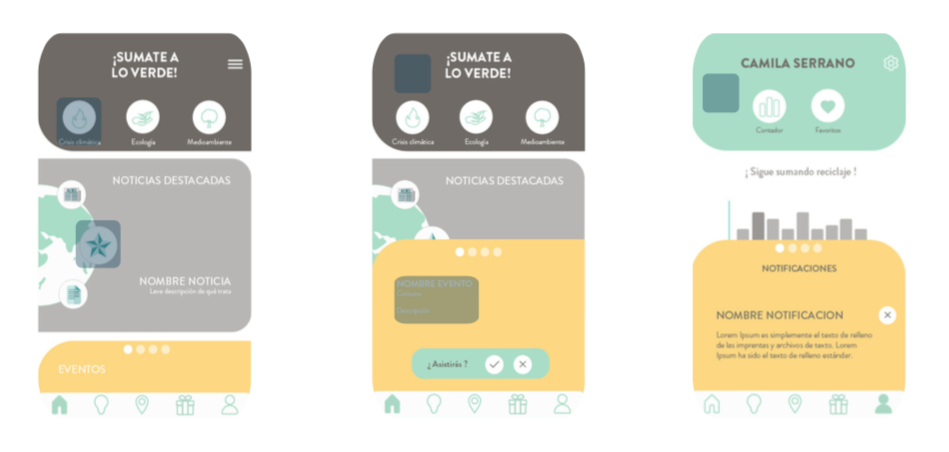 ¡SUMATE A
LO VERDE!
Crisis climática
Ecología
Medioambiente
NOTICIAS DESTACADAS
NOMBRE NOTICIA
Leve descripción de qué trata
EVENTOS
¡SUMATE A
LO VERDE!
Crisis climática
Ecología
Medioambiente
NOTICIAS DESTACADAS
NOMBRE EVENTO
Descripción
¿Asistirás ?
CAMILA SERRANO
Contador
Favoritos
¡ Sigue sumando reciclaje !
NOTIFICACIONES
NOMBRE NOTIFICACION
Lorem Ipsum es simplemente el texto de relleno
de las imprentas y archivos de texto. Lorem
Ipsum ha sido el texto de relleno estándar.